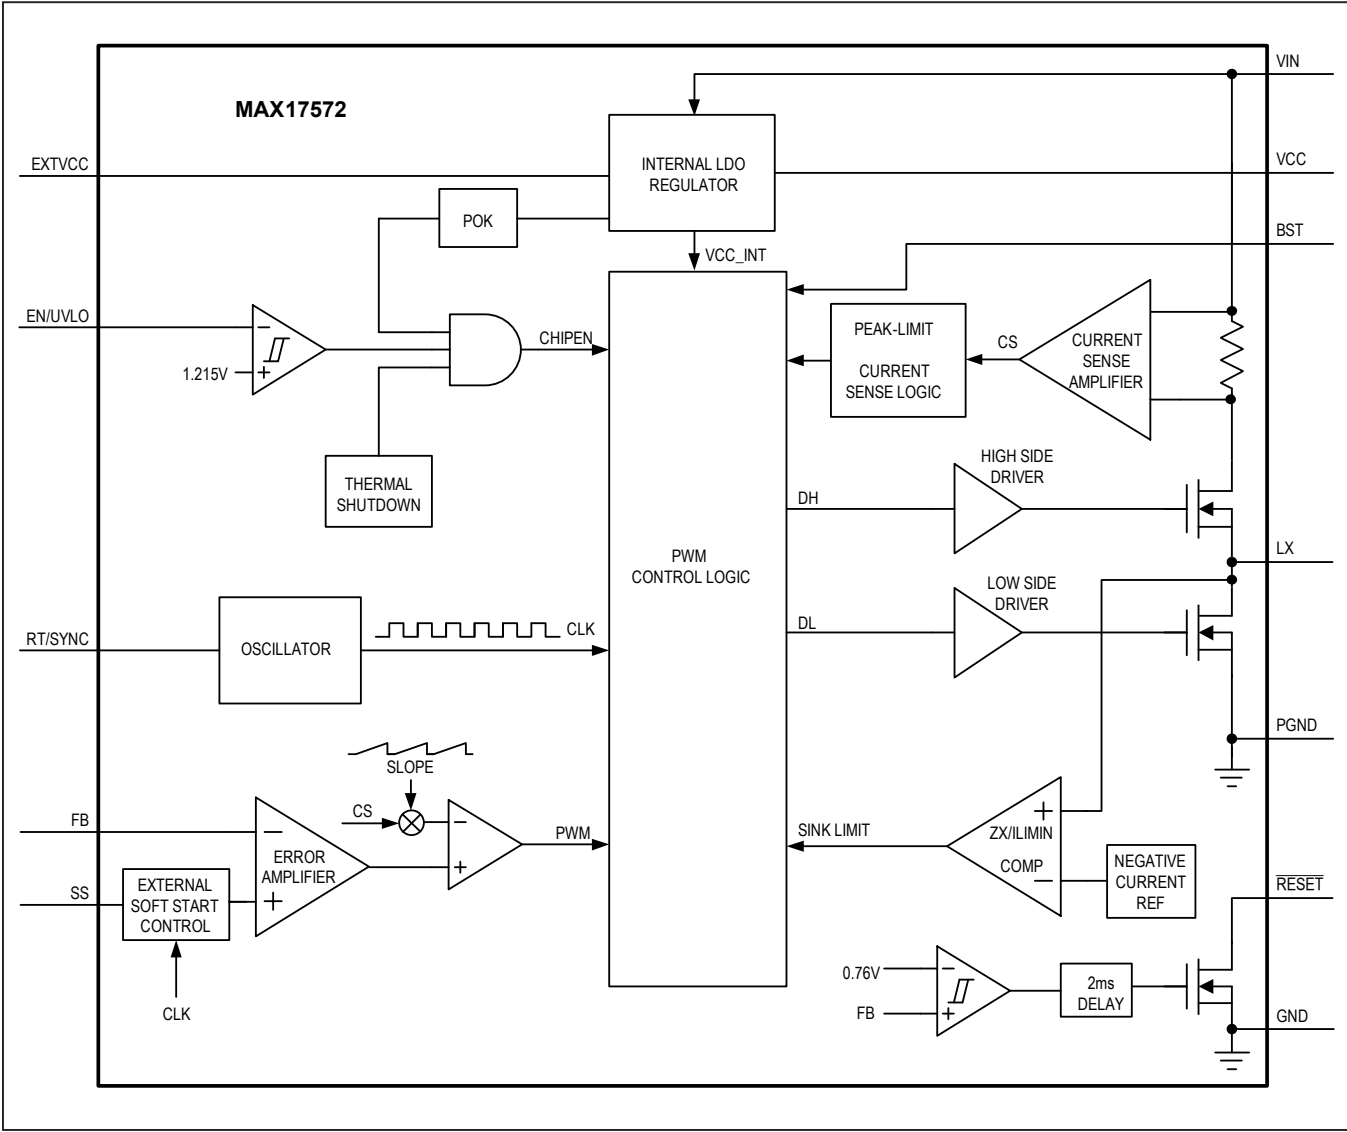 VIN
MAX17572
EXTVCC
INTERNAL LDO
REGULATOR
VCC
POK
BST
VCC_INT
EN/UVLO
−
1.215V
+
CHIPEN
PEAK-LIMIT
CURRENT
SENSE LOGIC
CS
CURRENT
SENSE
AMPLIFIER
THERMAL
SHUTDOWN
HIGH SIDE
DRIVER
DH
PWM
CONTROL LOGIC
LX
LOW SIDE
DRIVER
DL
RT/SYNC
OSCILLATOR
CLK
PGND
SLOPE
CS
FB
−
ERROR
AMPLIFIER
+
−
+
PWM
SS
EXTERNAL
SOFT START
CONTROL
CLK
SINK LIMIT
+
ZX/ILIMIN
COMP
−
NEGATIVE
CURRENT
REF
RESET
0.76V
−
FB
+
2ms
DELAY
GND